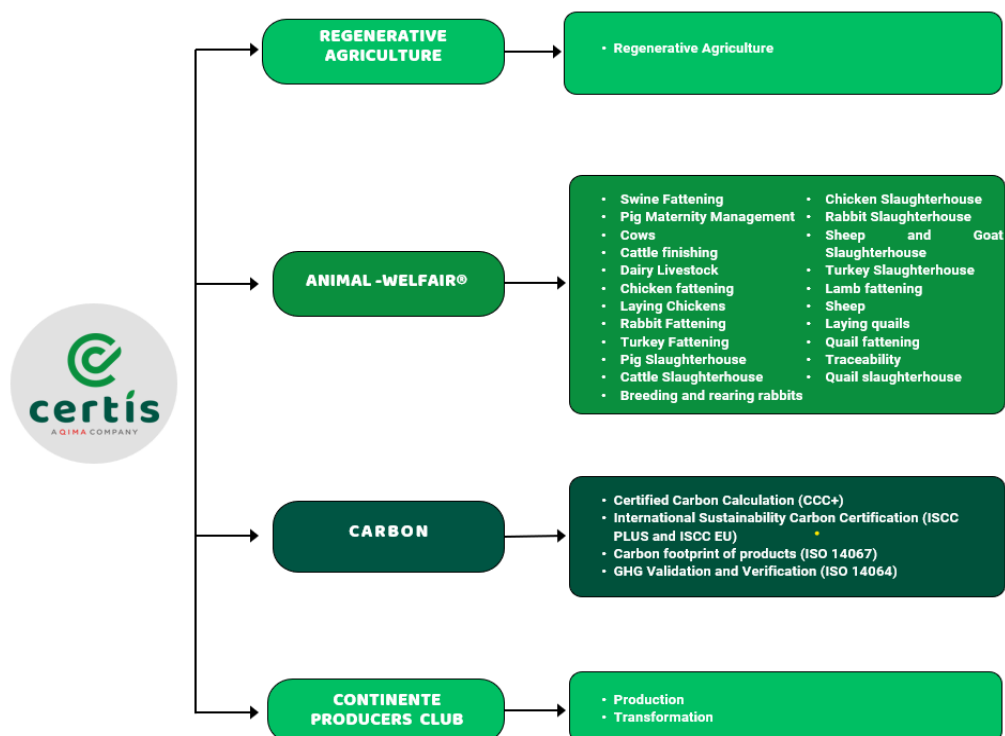 REGENERATIVE
AGRICULTURE
• Regenerative Agriculture
ANIMAL -WELFAIR®
• Swine Fattening
• Pig Maternity Management
• Cows
• Cattle finishing
• Dairy Livestock
• Chicken fattening
• Laying Chickens
• Rabbit Fattening
• Turkey Fattening
• Pig Slaughterhouse
• Cattle Slaughterhouse
• Breeding and rearing rabbits
• Chicken Slaughterhouse
• Rabbit Slaughterhouse
• Sheep and Goat
Slaughterhouse
• Turkey Slaughterhouse
• Lamb fattening
• Sheep
• Laying quails
• Quail fattening
• Traceability
• Quail slaughterhouse
certis
A QIMA COMPANY
CARBON
• Certified Carbon Calculation (CCC+)
• International Sustainability Carbon Certification (ISCC
PLUS and ISCC EU)
• Carbon footprint of products (ISO 14067)
• GHG Validation and Verification (ISO 14064)
CONTINENTE
PRODUCERS CLUB
• Production
• Transformation